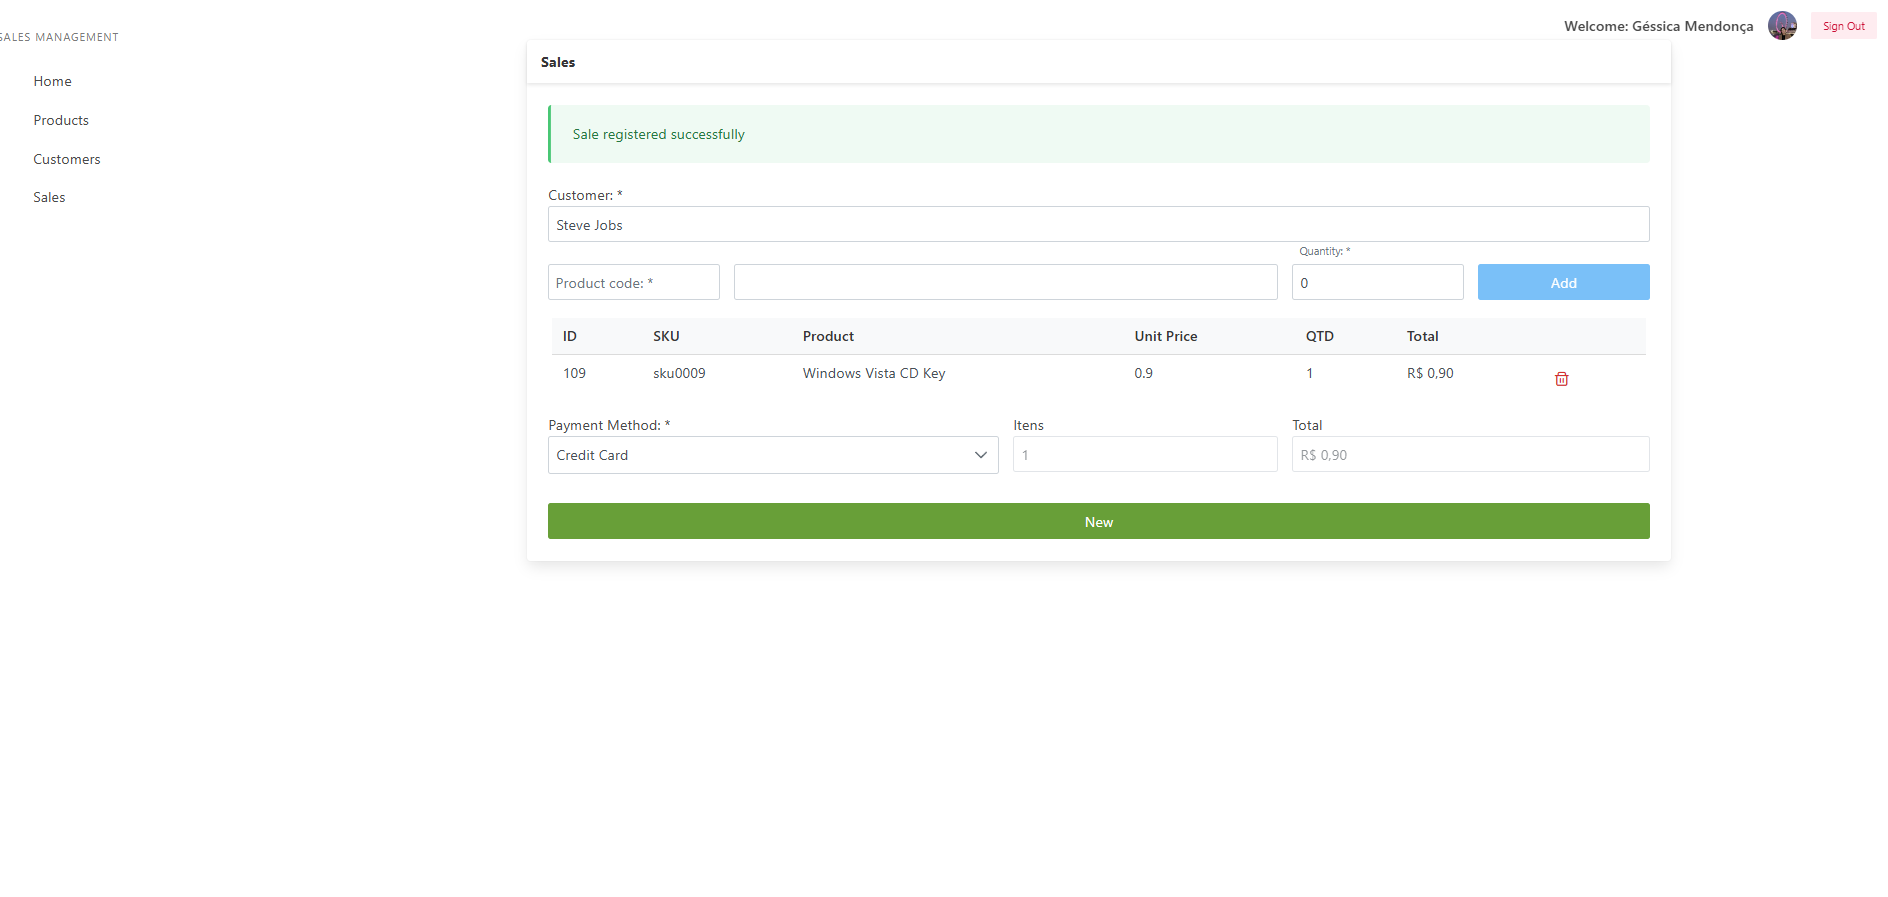 Welcome: Géssica Mendonça
Sign Out
SALES MANAGEMENT
Home
Products
Customers
Sales
Sales
Sale registered successfully
Customer: *
Steve Jobs
Quantity: *
Product code: *
0
Add
ID SKU Product Unit Price QTD Total
109 sku0009 Windows Vista CD Key 0.9 1 R$ 0,90
Payment Method: * Itens Total
Credit Card 1 R$ 0,90
New